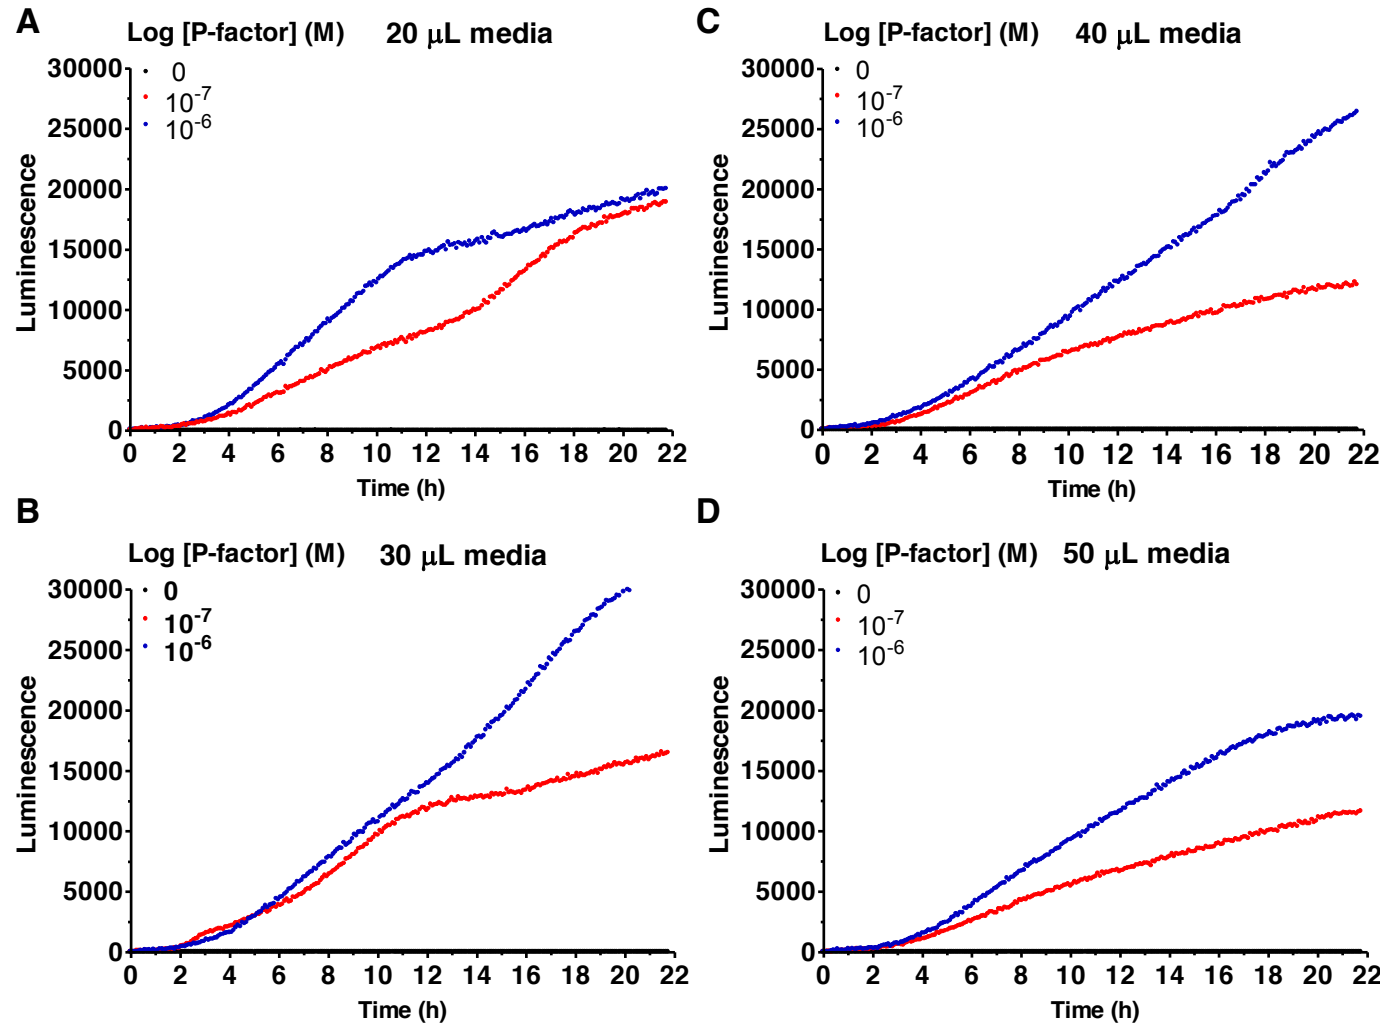 A
Log [P-factor] (M) 20 μL media
30000
25000
20000
15000
10000
5000
0
0
10-7
10-6
Luminescence
0 2 4 6 8 10 12 14 16 18 20 22
Time (h)
B
Log [P-factor] (M) 30 μL media
30000
25000
20000
15000
10000
5000
0
0
10-7
10-6
Luminescence
0 2 4 6 8 10 12 14 16 18 20 22
Time (h)
C
Log [P-factor] (M) 40 μL media
30000
25000
20000
15000
10000
5000
0
0
10-7
10-6
Luminescence
0 2 4 6 8 10 12 14 16 18 20 22
Time (h)
D
Log [P-factor] (M) 50 μL media
30000
25000
20000
15000
10000
5000
0
0
10-7
10-6
Luminescence
0 2 4 6 8 10 12 14 16 18 20 22
Time (h)